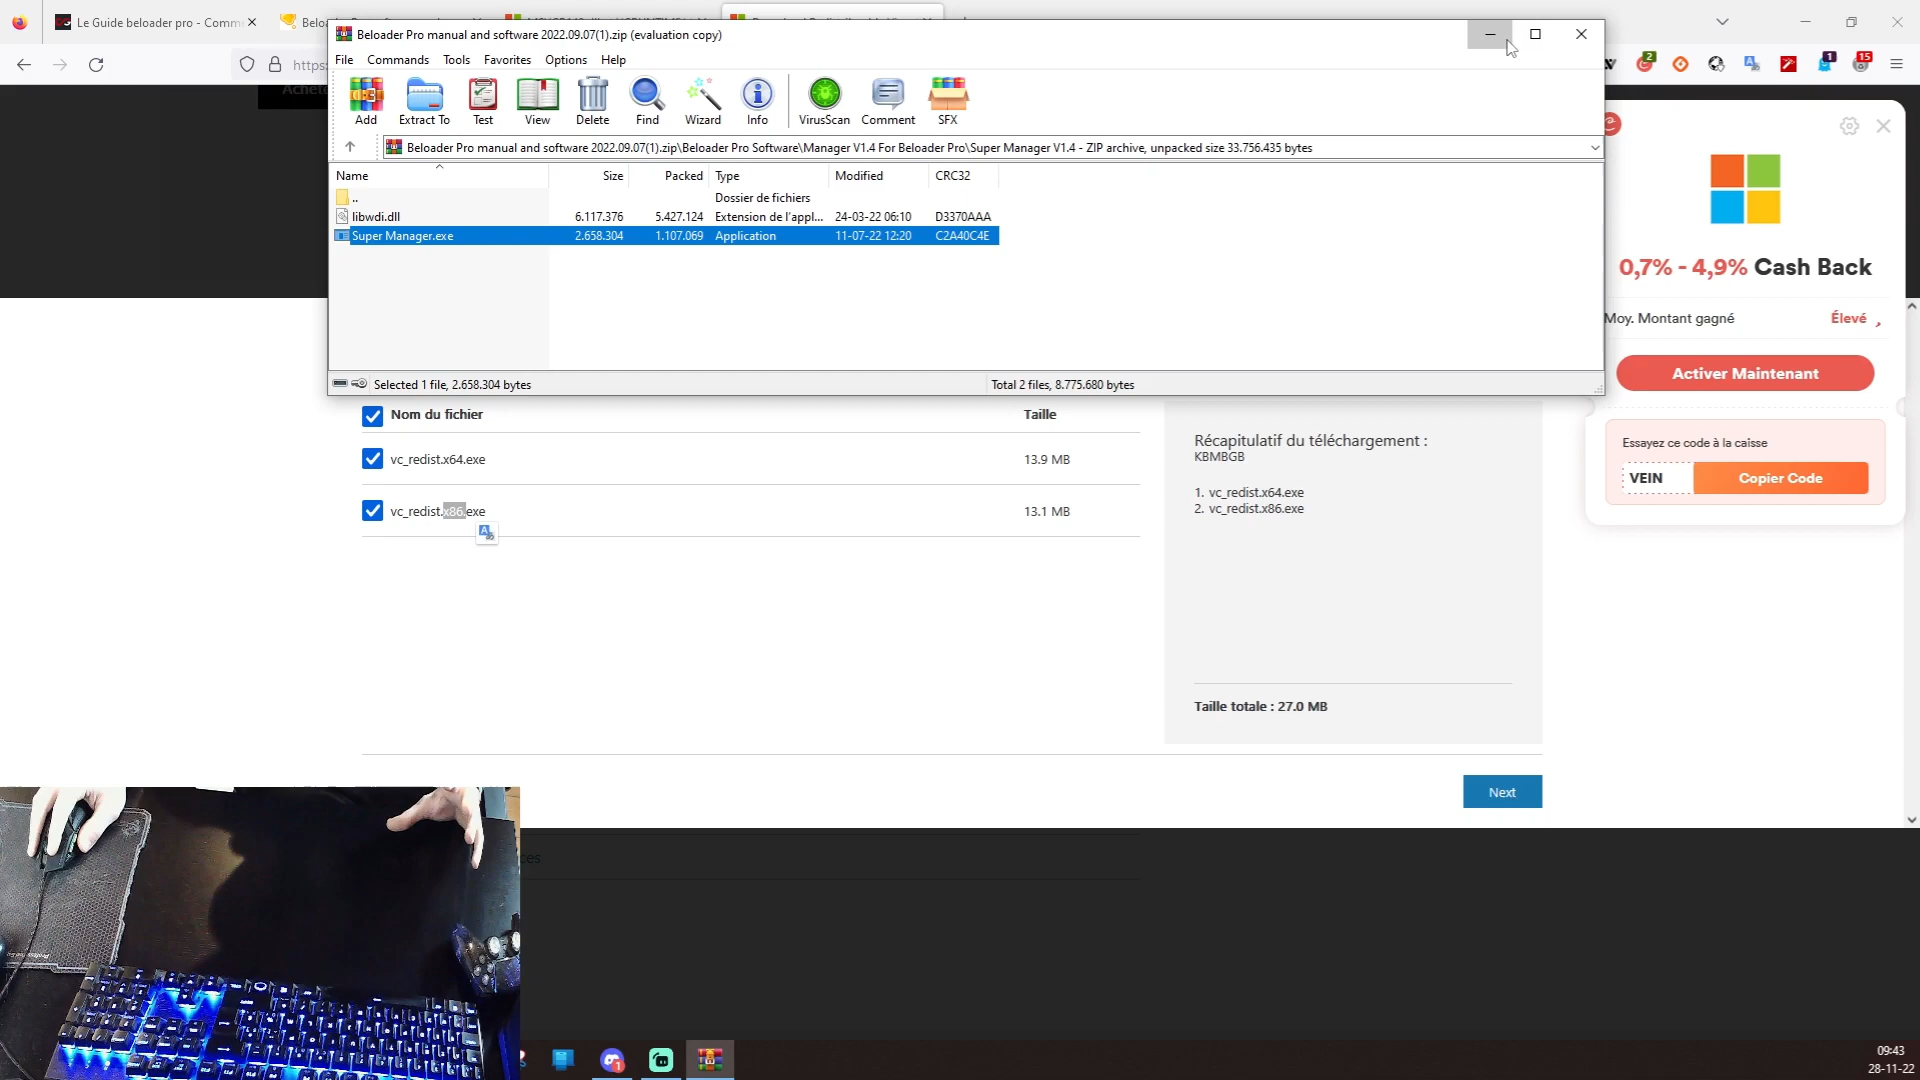 Le Guide beloader pro - Comm
Belo
https:
Acheto
Beloader Pro manual and software 2022.09.07(1).zip (evaluation copy)
File Commands Tools Favorites Options Help
Add Extract To Test View Delete Find Wizard Info VirusScan Comment SFX
Beloader Pro manual and software 2022.09.07(1).zip\Beloader Pro Software\Manager V1.4 For Beloader Pro\Super Manager V1.4 - ZIP archive, unpacked size 33.756.435 bytes
Name Size Packed Type Modified CRC32
.. Dossier de fichiers
libwdi.dll 6.117.376 5.427.124 Extension de l'appl... 24-03-22 06:10 D3370AAA
Super Manager.exe 2.658.304 1.107.069 Application 11-07-22 12:20 C2A40C4E
Selected 1 file, 2.658.304 bytes
Total 2 files, 8.775.680 bytes
2
1
15
0,7% - 4,9% Cash Back
Moy. Montant gagné Élevé
Activer Maintenant
Essayez ce code à la caisse
VEIN Copier Code
Nom du fichier Taille
vc_redist.x64.exe 13.9 MB
vc_redist.x86.exe 13.1 MB
Récapitulatif du téléchargement :
KBMBGB
1. vc_redist.x64.exe
2. vc_redist.x86.exe
Taille totale : 27.0 MB
Next
ces
1
09:43
28-11-22